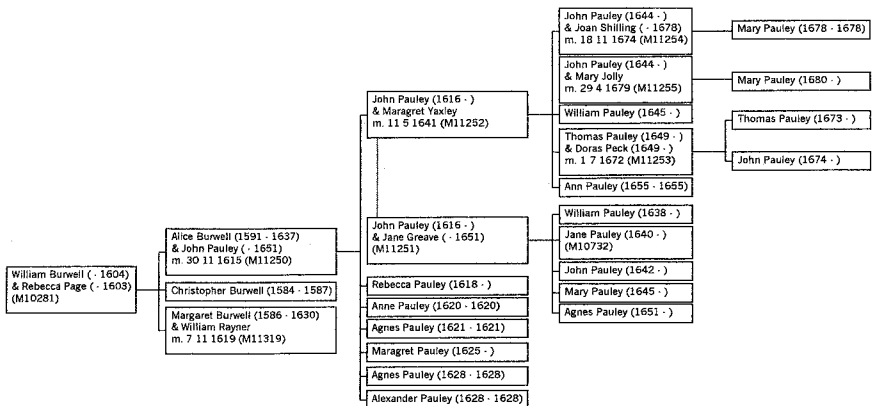 William Burwell ( - 1604)
& Rebecca Page ( - 1603)
(M10281)
Alice Burwell (1591 - 1637)
& John Pauley ( - 1651)
m. 30 11 1615 (M11250)
Christopher Burwell (1584 - 1587)
Margaret Burwell (1586 - 1630)
& William Rayner
m. 7 11 1619 (M11319)
John Pauley (1616 - )
& Maragret Yaxley
m. 11 5 1641 (M11252)
John Pauley (1616 - )
& Jane Greave ( - 1651)
(M11251)
Rebecca Pauley (1618 - )
Anne Pauley (1620 - 1620)
Agnes Pauley (1621 - 1621)
Maragret Pauley (1625 - )
Agnes Pauley (1628 - 1628)
Alexander Pauley (1628 - 1628)
John Pauley (1644 - )
& Joan Shilling ( - 1678)
m. 18 11 1674 (M11254)
John Pauley (1644 - )
& Mary Jolly
m. 29 4 1679 (M11255)
William Pauley (1645 - )
Thomas Pauley (1649 - )
& Doras Peck (1649 - )
m. 1 7 1672 (M11253)
Ann Pauley (1655 - 1655)
William Pauley (1638 - )
Jane Pauley (1640 - )
(M10732)
John Pauley (1642 - )
Mary Pauley (1645 - )
Agnes Pauley (1651 - )
Mary Pauley (1678 - 1678)
Mary Pauley (1680 - )
Thomas Pauley (1673 - )
John Pauley (1674 - )